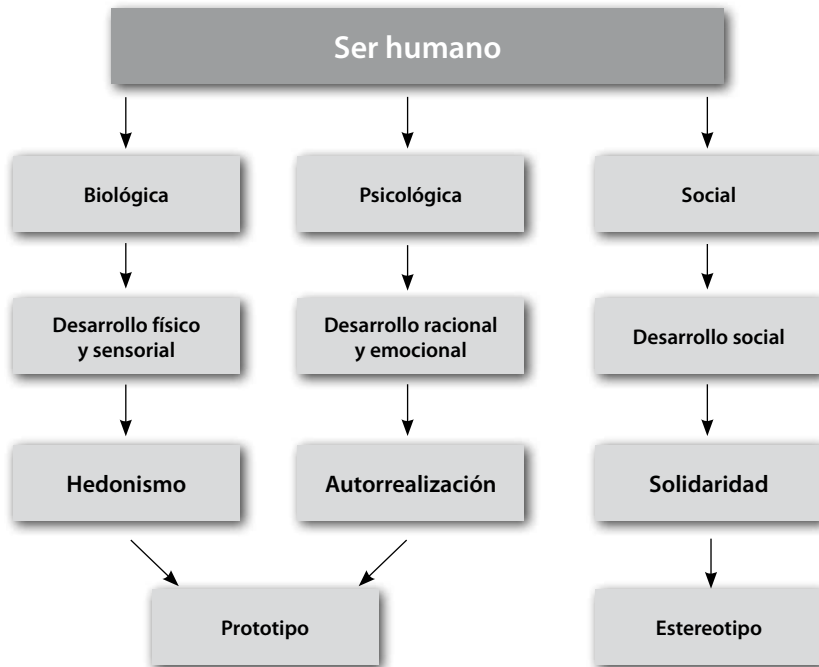 Ser humano
Biológica
Psicológica
Social
Desarrollo físico
y sensorial
Desarrollo racional
y emocional
Desarrollo social
Hedonismo
Autorrealización
Solidaridad
Prototipo
Estereotipo